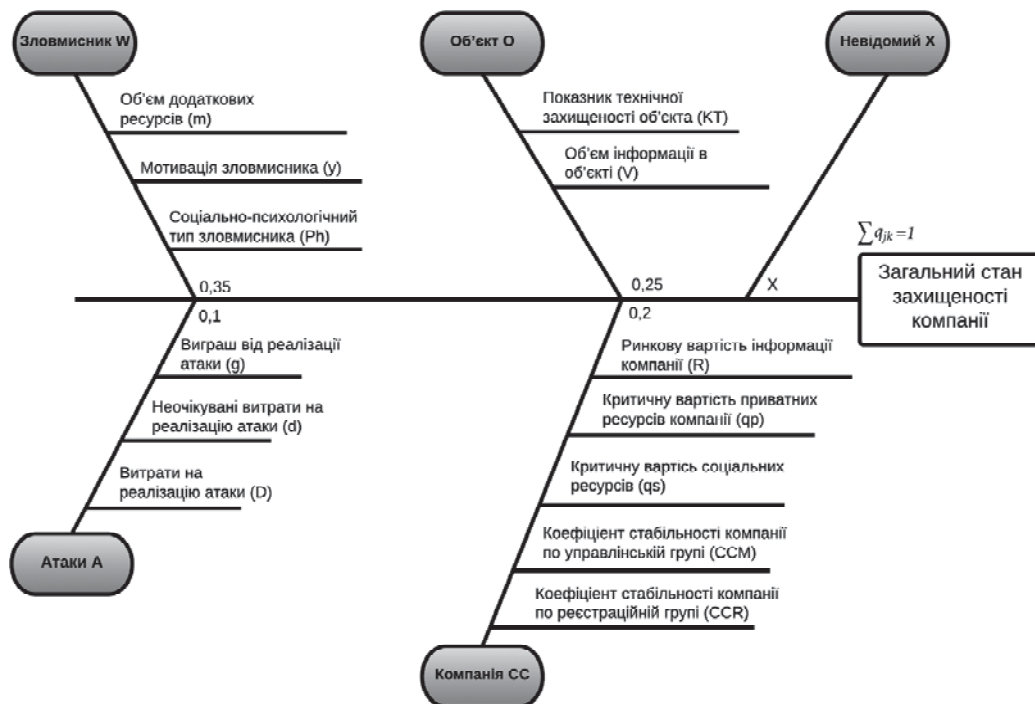 Зловмисник W
Об'єкт О
Невідомий X
Об'єм додаткових
ресурсів (m)
Мотивація зловмисника (у)
Соціально-психологічний
тип зловмисника (Ph)
Показник технічної
захищеності об'єкта (КТ)
Об'єм інформації в
об'єкті (V)
∑qjk=1
Загальний стан
захищеності
компанії
0,35
0,25
X
0,1
0,2
Виграш від реалізації
атаки (g)
Неочікувані витрати на
реалізацію атаки (d)
Витрати на
реалізацію атаки (D)
Атаки А
Ринкову вартість інформації
компанії (R)
Критичну вартість приватних
ресурсів компанії (qp)
Критичну вартісь соціальних
ресурсів (qs)
Коефіцієнт стабільності компанії
по управлінській групі (CCM)
Коефіцієнт стабільності компанії
по реєстраційній групі (CCR)
Компанія СС